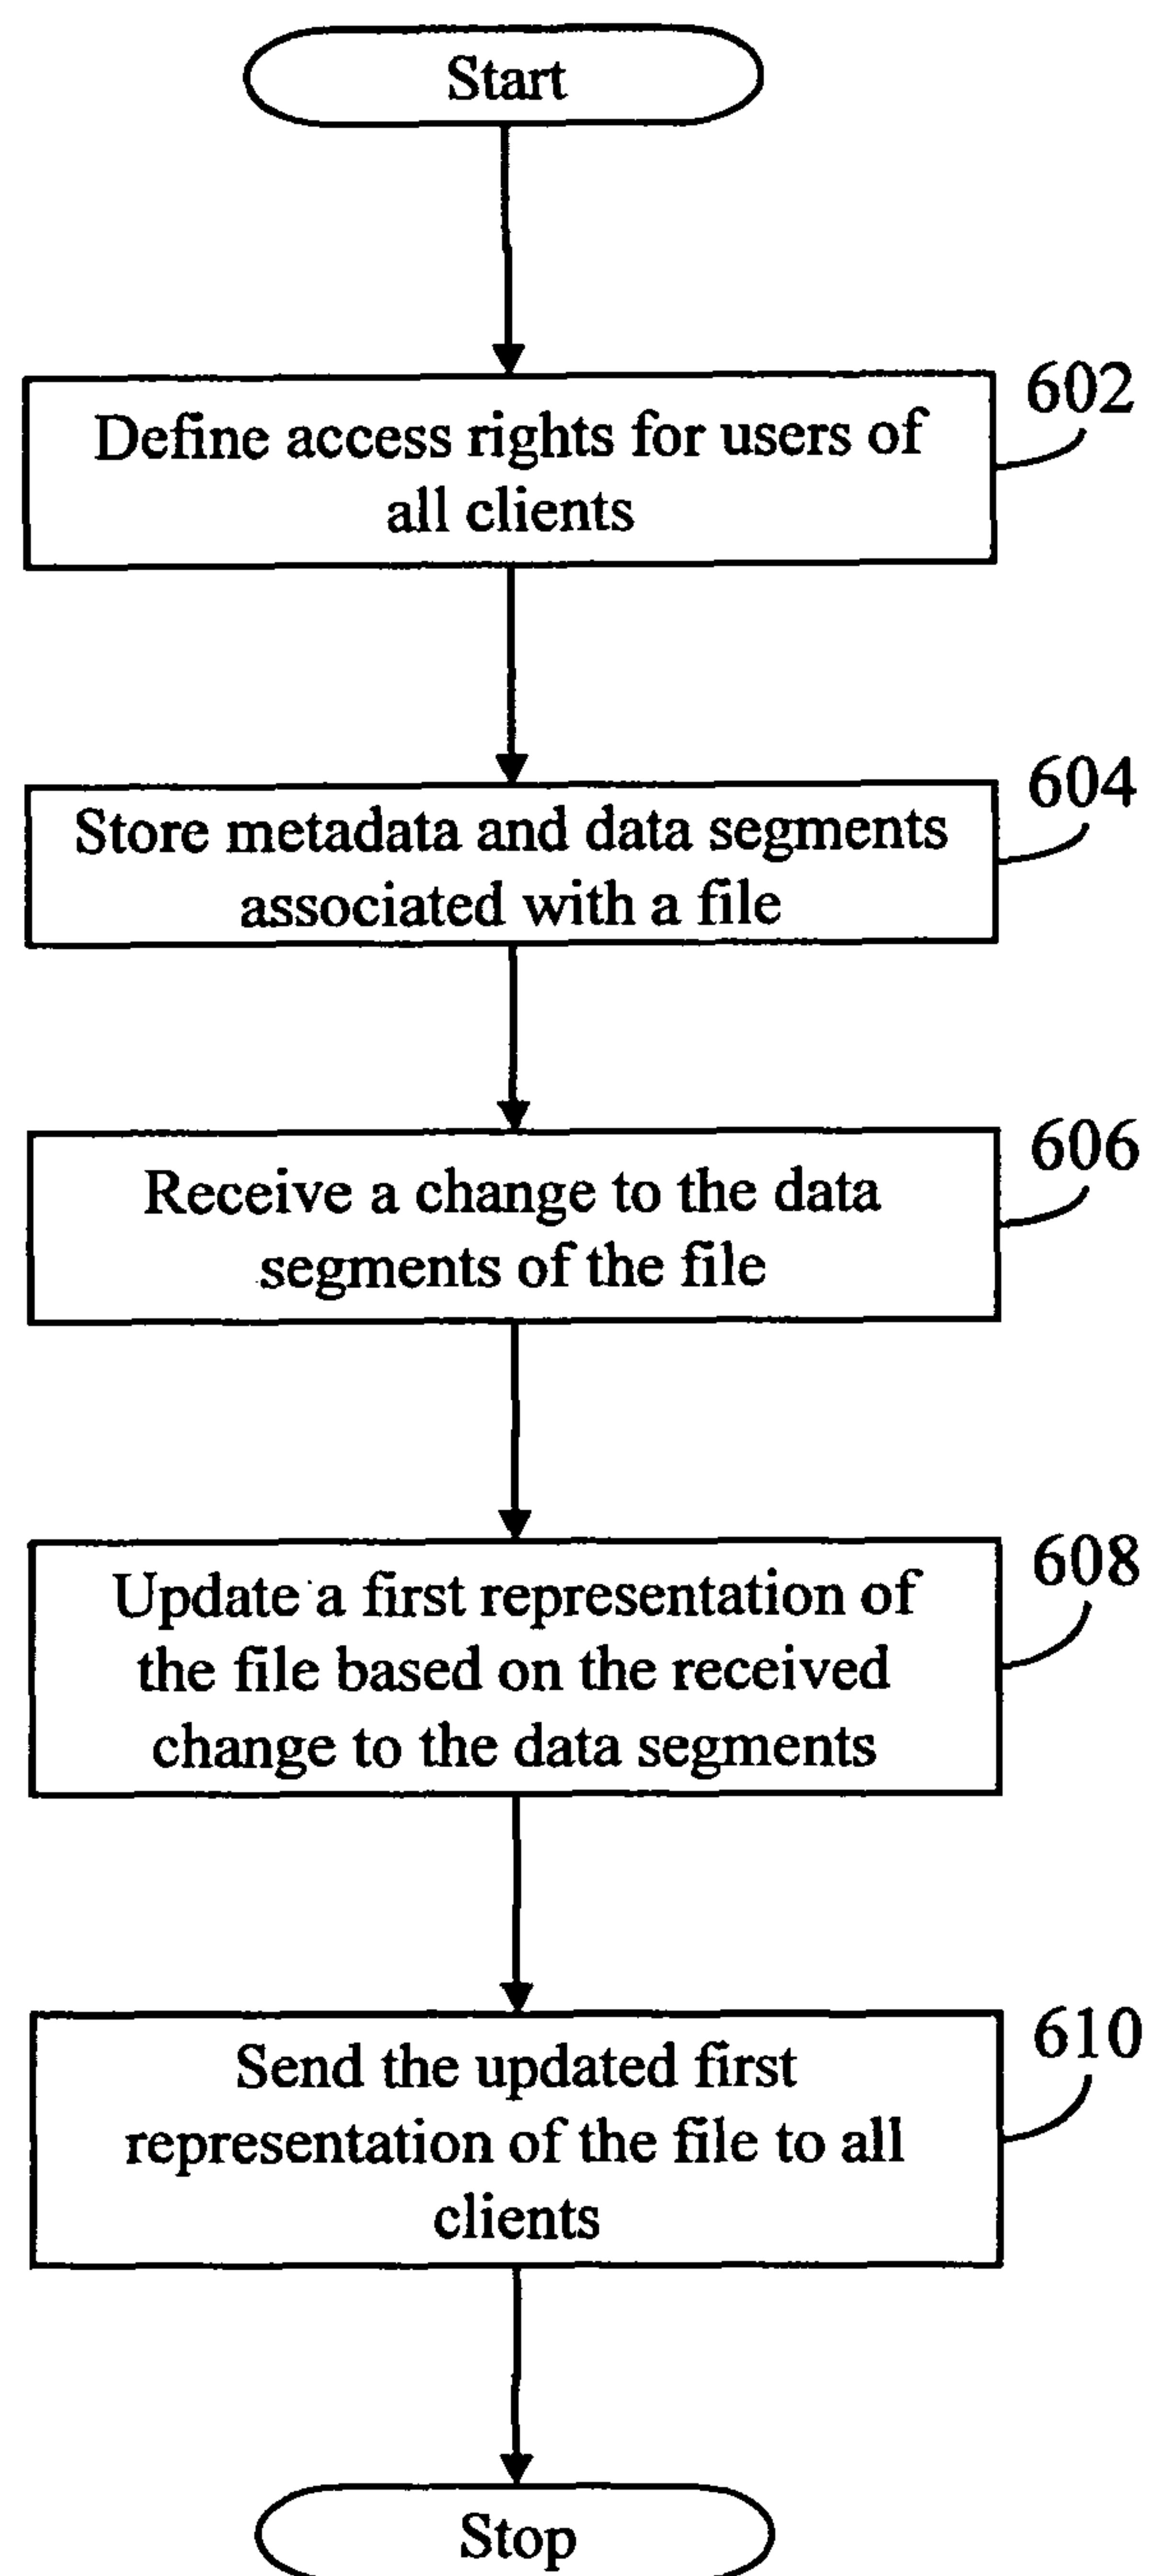 Start
602
Define access rights for users of
all clients
604
Store metadata and data segments
associated with a file
606
Receive a change to the data
segments of the file
608
Update a first representation of
the file based on the received
change to the data segments
610
Send the updated first
representation of the file to all
clients
Stop